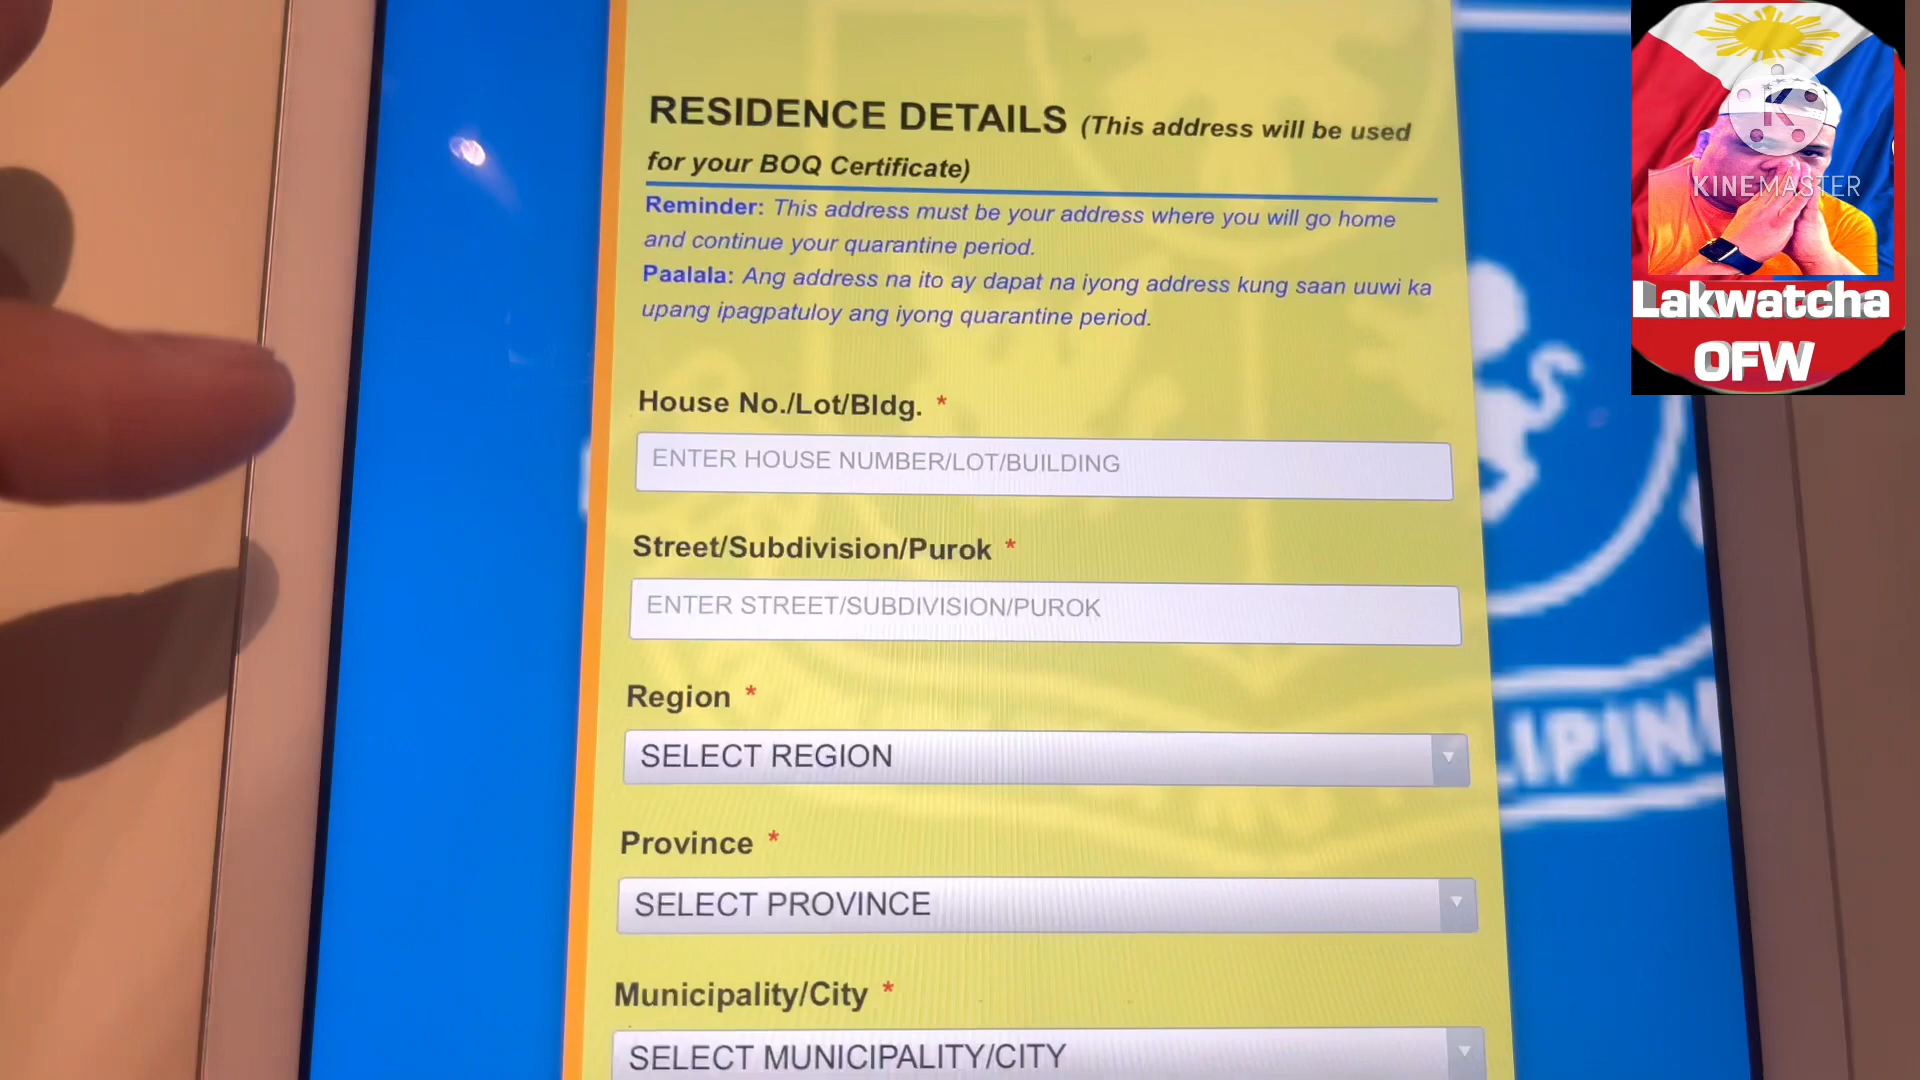 RESIDENCE DETAILS (This address will be used
for your BOQ Certificate)
Reminder: This address must be your address where you will go home
and continue your quarantine period.
Paalala: Ang address na ito ay dapat na iyong address kung saan uuwi ka
upang ipagpatuloy ang iyong quarantine period.
House No./Lot/Bldg. *
ENTER HOUSE NUMBER/LOT/BUILDING
Street/Subdivision/Purok *
ENTER STREET/SUBDIVISION/PUROK
Region *
SELECT REGION
Province *
SELECT PROVINCE
Municipality/City *
SELECT MUNICIPALITY/CITY
K
KINEMASTER
Lakwatcha
OFW